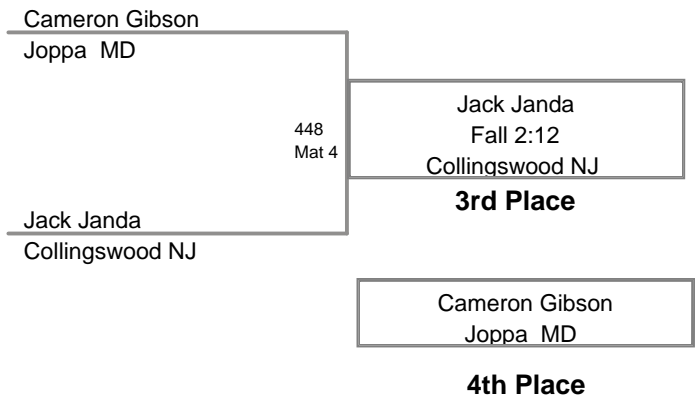 Cameron Gibson
Joppa MD
448
Mat 4
Jack Janda
Fall 2:12
Collingswood NJ
3rd Place
Jack Janda
Collingswood NJ
Cameron Gibson
Joppa MD
4th Place